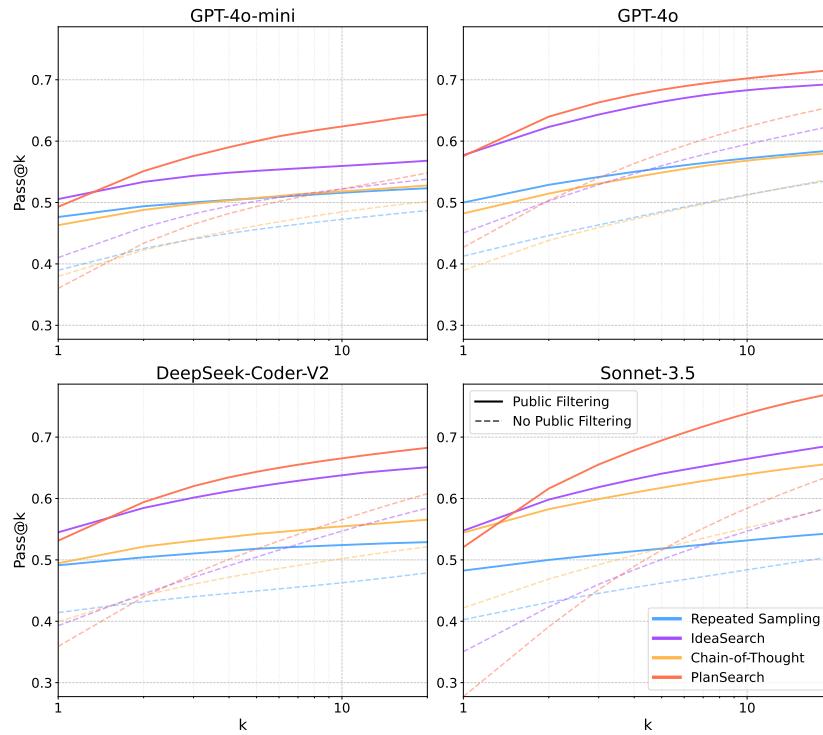 GPT-4o-mini
GPT-4o
Pass@k
0.7
0.6
0.5
0.4
0.3
1
10
0.7
0.6
0.5
0.4
0.3
1
10
DeepSeek-Coder-V2
Sonnet-3.5
Pass@k
0.7
0.6
0.5
0.4
0.3
1
10
k
0.7
0.6
0.5
0.4
0.3
1
10
k
Public Filtering
No Public Filtering
Repeated Sampling
IdeaSearch
Chain-of-Thought
PlanSearch